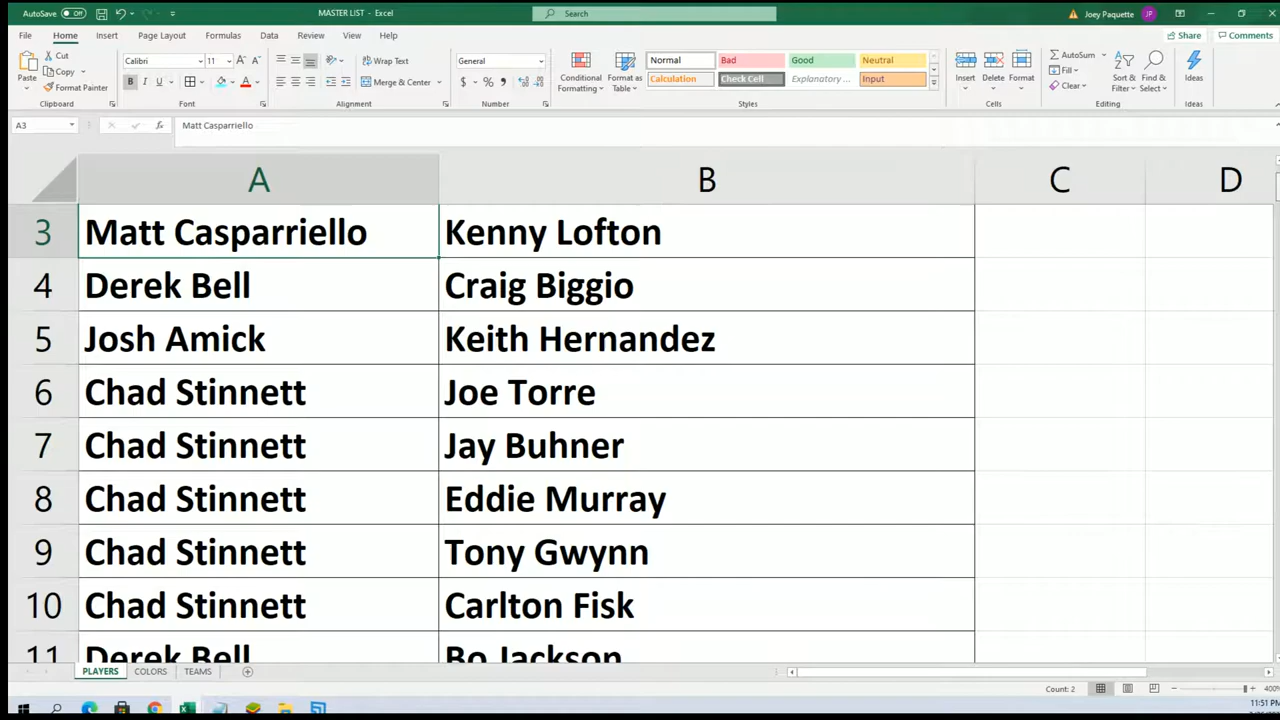 AutoSave Off MASTER LIST - Excel Search Joey Paquette JP
File Home Insert Page Layout Formulas Data Review View Help Share Comments
Cut Calibri 11 Wrap Text General Normal Bad Good Neutral AutoSum
Copy Fill
Paste Format Painter Merge & Center Conditional Formatting Format as Table Calculation Check Cell Explanatory ... Input Insert Delete Format Clear Sort & Filter Find & Select Ideas
Clipboard Font Alignment Number Styles Cells Editing Ideas
A3 fx Matt Casparriello
A B C D
3 Matt Casparriello Kenny Lofton
4 Derek Bell Craig Biggio
5 Josh Amick Keith Hernandez
6 Chad Stinnett Joe Torre
7 Chad Stinnett Jay Buhner
8 Chad Stinnett Eddie Murray
9 Chad Stinnett Tony Gwynn
10 Chad Stinnett Carlton Fisk
11 Derek Bell Bo Jackson
PLAYERS COLORS TEAMS
Count: 2 400%
11:51 PM